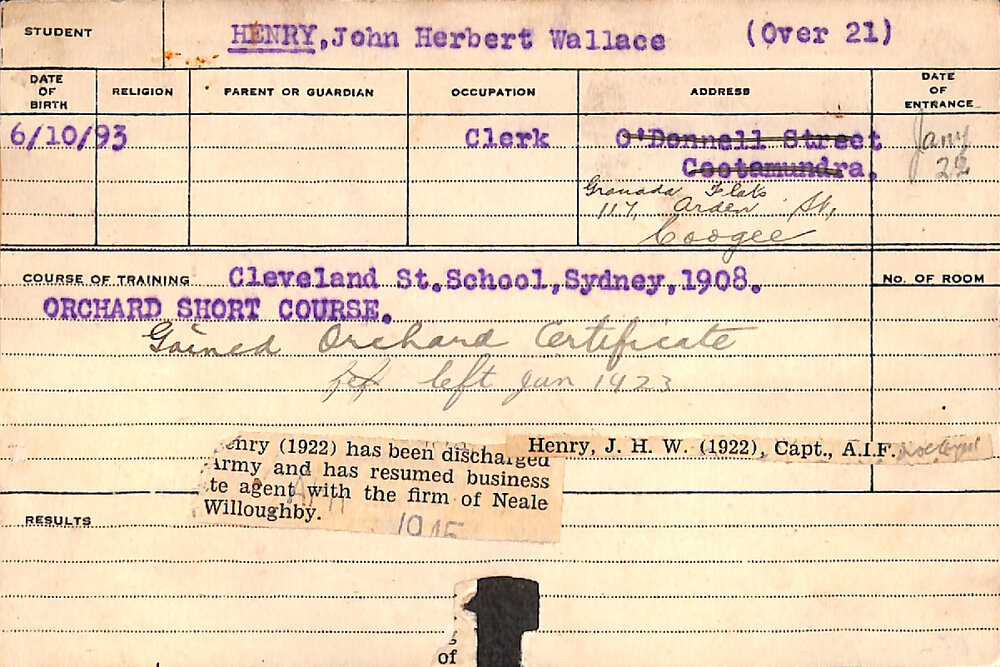 STUDENT HENRY, John Herbert Wallace (Over 21)
DATE OF BIRTH RELIGION PARENT OR GUARDIAN OCCUPATION ADDRESS DATE OF ENTRANCE
6/10/93 Clerk O'Donnell Street Jany
Cootamundra. 22
Granada Flats
117, Arden St,
Coogee
COURSE OF TRAINING Cleveland St.School,Sydney,1908. NO. OF ROOM
ORCHARD SHORT COURSE.
Gained Orchard Certificate
left Jan 1923
enry (1922) has been discharged
Army and has resumed business
te agent with the firm of Neale
Willoughby.
1945
Henry, J. H. W. (1922), Capt., A.I.F.
RESULTS
of